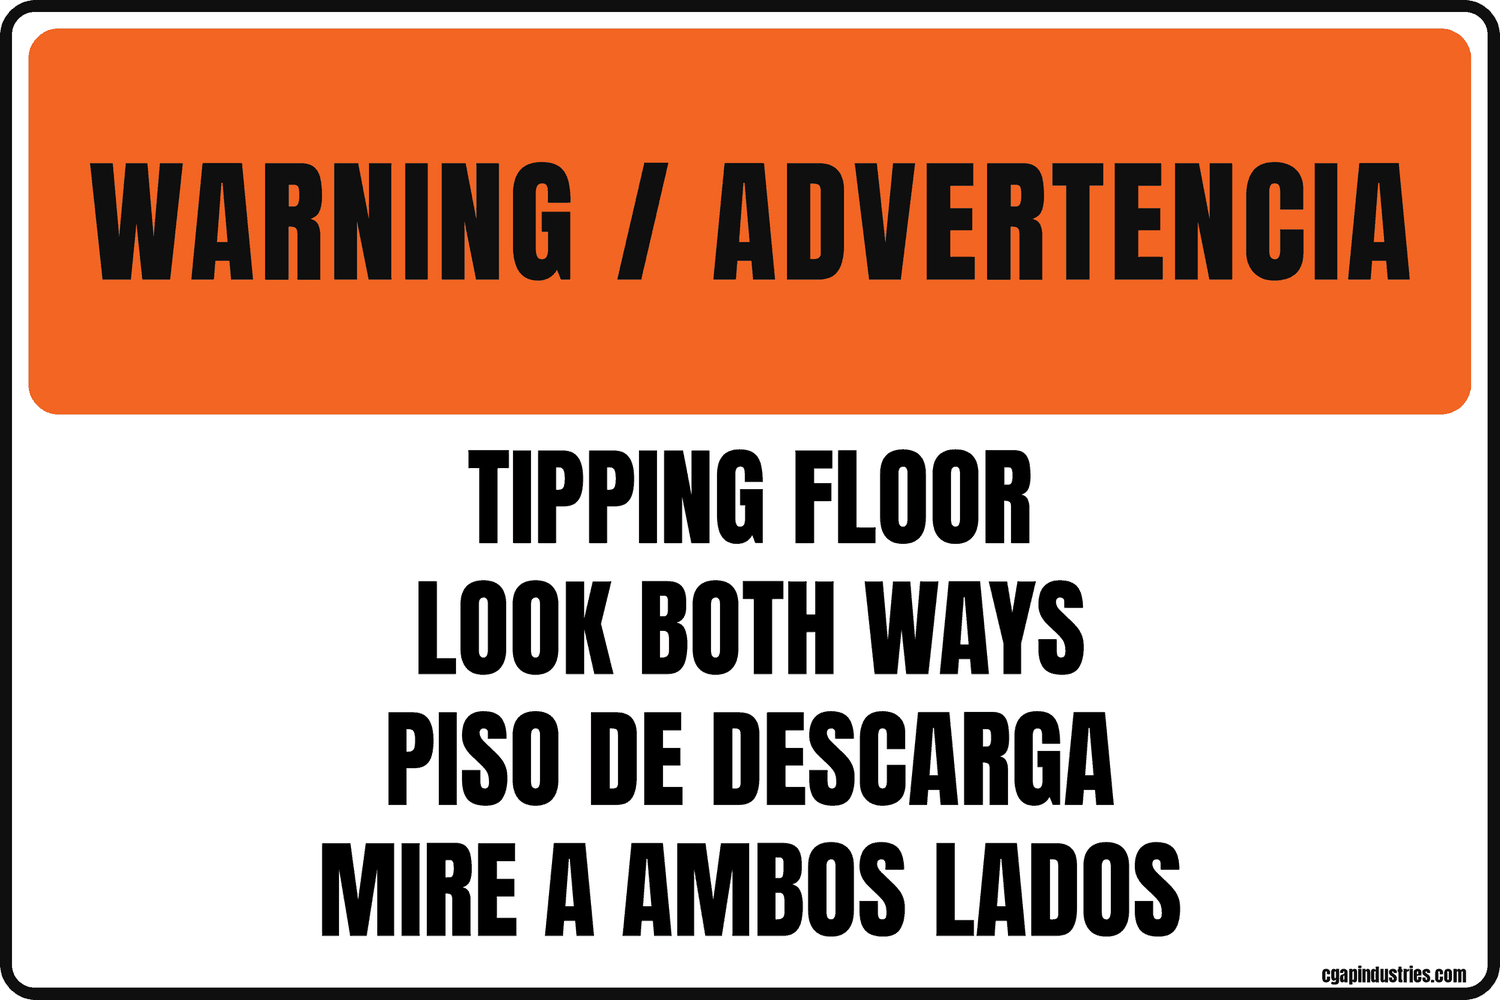 WARNING / ADVERTENCIA
TIPPING FLOOR
LOOK BOTH WAYS
PISO DE DESCARGA
MIRE A AMBOS LADOS
cgapindustries.com